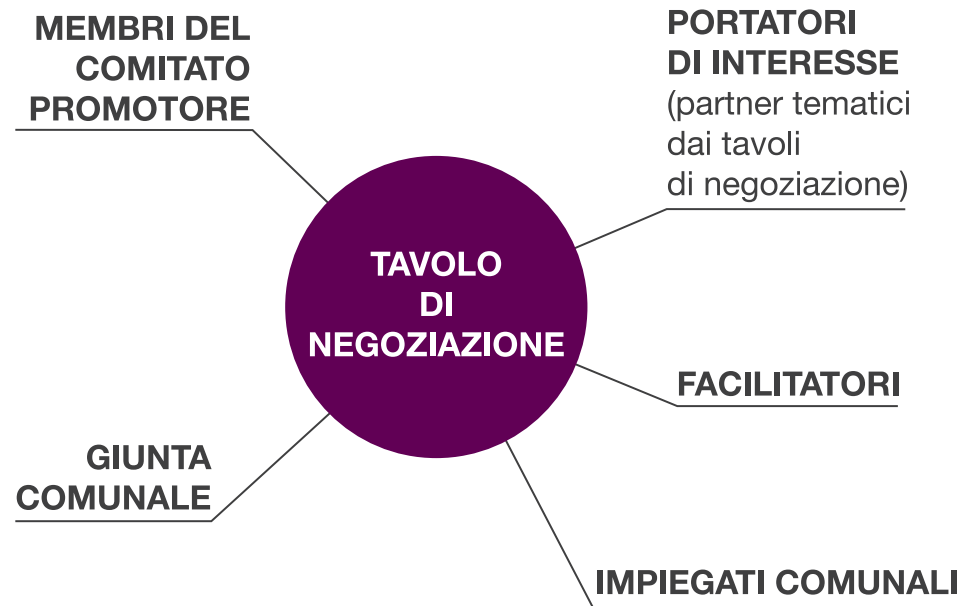 MEMBRI DEL
COMITATO
PROMOTORE
PORTATORI
DI INTERESSE
(partner tematici
dai tavoli
di negoziazione)
TAVOLO
DI
NEGOZIAZIONE
FACILITATORI
GIUNTA
COMUNALE
IMPIEGATI COMUNALI